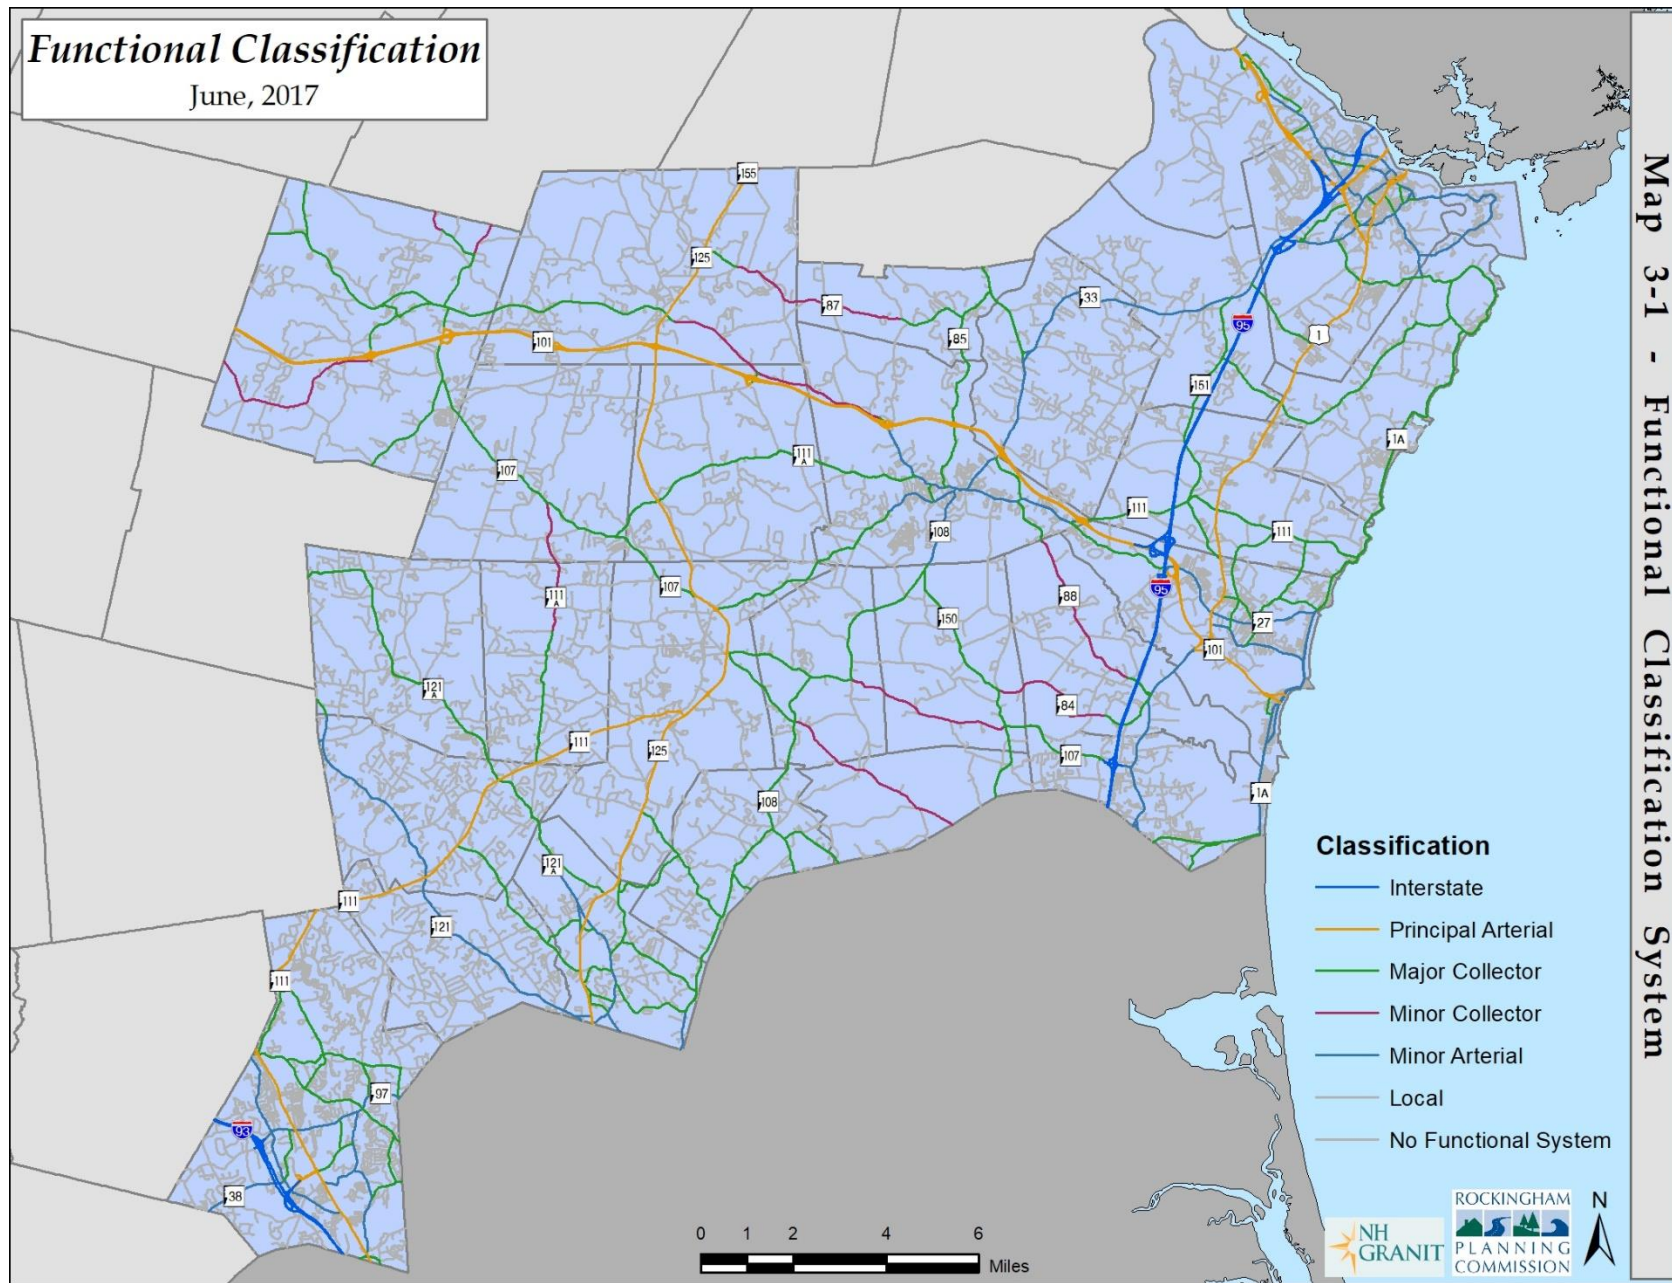 Functional Classification
June, 2017
Map 3-1 - Functional Classification System
155
125
87
33
95
1
85
101
151
1A
107
111
A
111
111
108
111
A
107
88
95
150
27
101
121
A
84
111
125
107
108
1A
121
A
111
121
111
97
93
38
Classification
Interstate
Principal Arterial
Major Collector
Minor Collector
Minor Arterial
Local
No Functional System
0 1 2 4 6
Miles
NH
GRANIT
ROCKINGHAM
PLANNING
COMMISSION
N